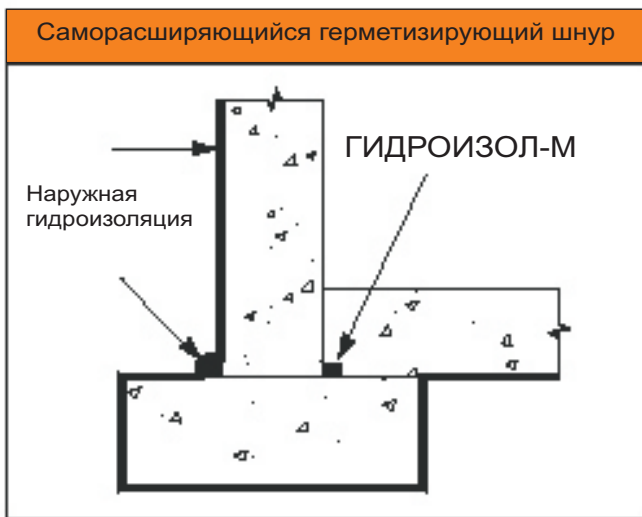 Саморасширяющийся герметизирующий шнур
ГИДРОИЗОЛ-М
Наружная
гидроизоляция